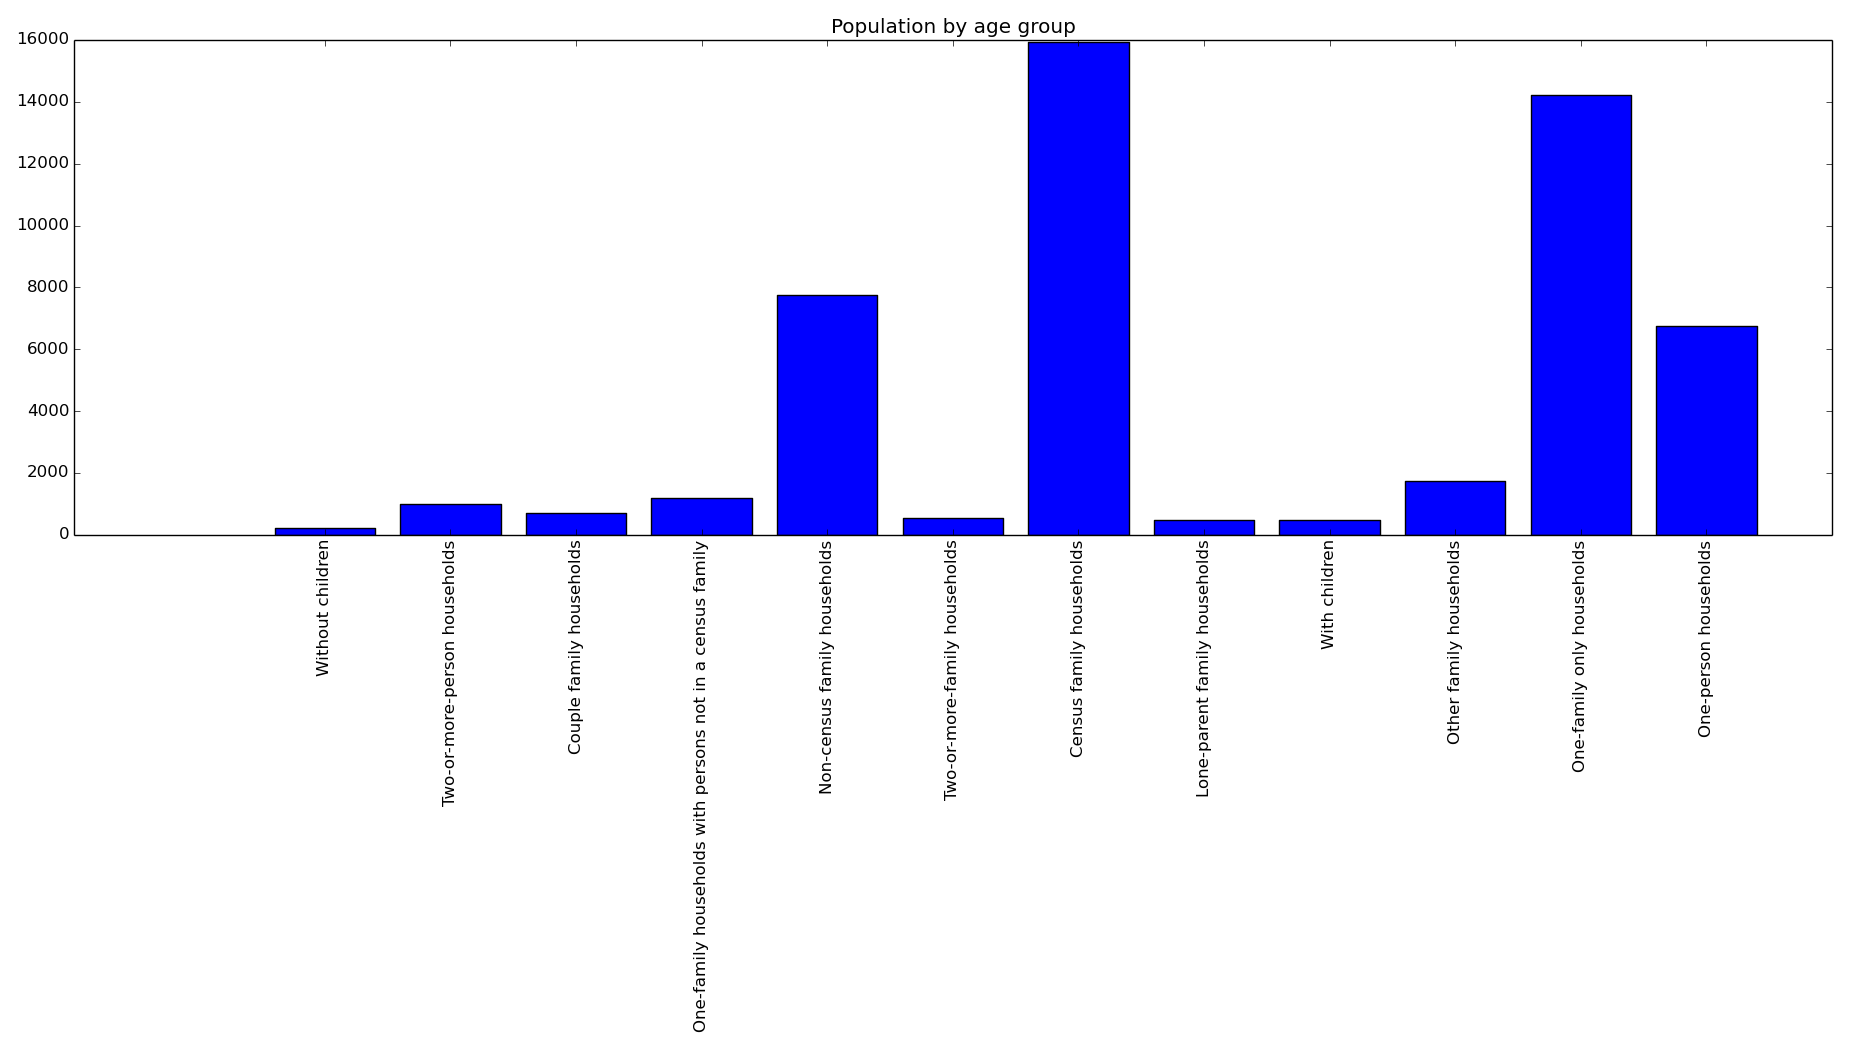 Population by age group
16000
14000
12000
10000
8000
6000
4000
2000
0
Without children
Two-or-more-person households
Couple family households
One-family households with persons not in a census family
Non-census family households
Two-or-more-family households
Census family households
Lone-parent family households
With children
Other family households
One-family only households
One-person households